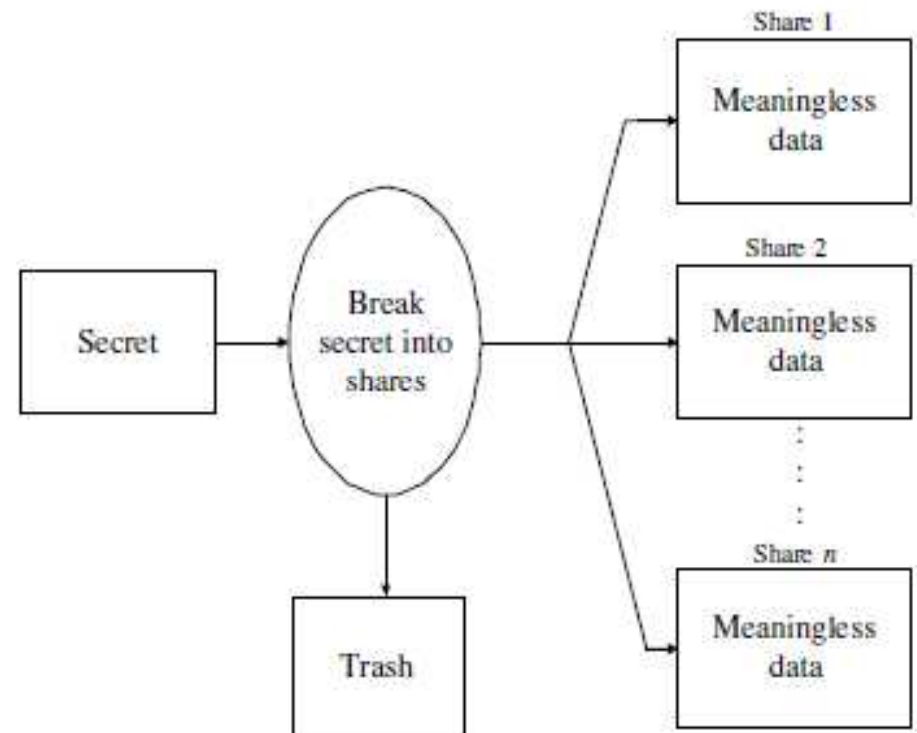 Share 1
Meaningless
data
Share 2
Meaningless
data
Secret
Break
secret into
shares
Share n
Meaningless
data
Trash